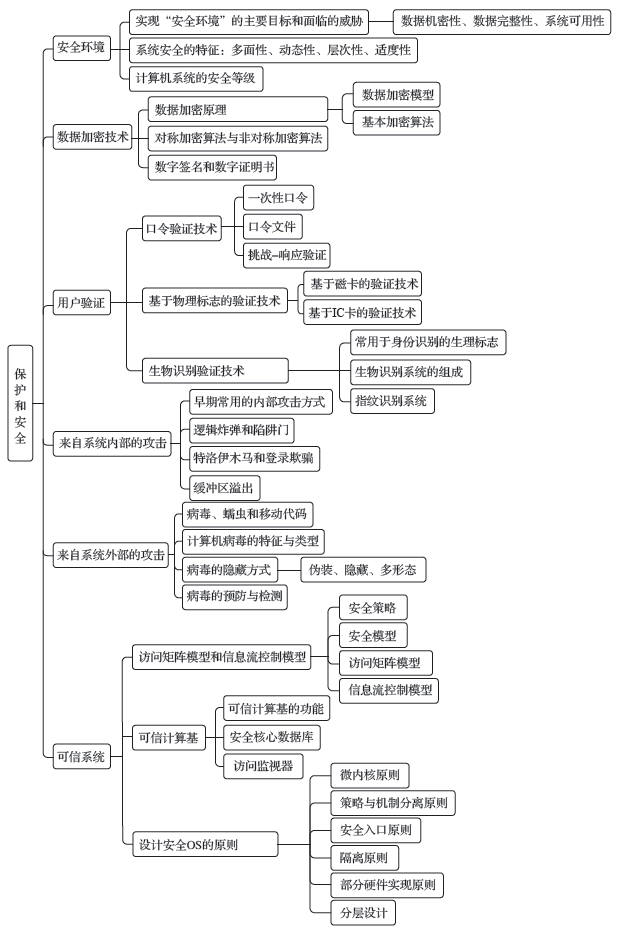 保护和安全
安全环境
实现“安全环境”的主要目标和面临的威胁
数据机密性、数据完整性、系统可用性
系统安全的特征：多面性、动态性、层次性、适度性
计算机系统的安全等级
数据加密技术
数据加密原理
数据加密模型
基本加密算法
对称加密算法与非对称加密算法
数字签名和数字证明书
用户验证
口令验证技术
一次性口令
口令文件
挑战–响应验证
基于物理标志的验证技术
基于磁卡的验证技术
基于IC卡的验证技术
生物识别验证技术
常用于身份识别的生理标志
生物识别系统的组成
指纹识别系统
来自系统内部的攻击
早期常用的内部攻击方式
逻辑炸弹和陷阱门
特洛伊木马和登录欺骗
缓冲区溢出
来自系统外部的攻击
病毒、蠕虫和移动代码
计算机病毒的特征与类型
病毒的隐藏方式
伪装、隐藏、多形态
病毒的预防与检测
可信系统
访问矩阵模型和信息流控制模型
安全策略
安全模型
访问矩阵模型
信息流控制模型
可信计算基
可信计算基的功能
安全核心数据库
访问监视器
设计安全OS的原则
微内核原则
策略与机制分离原则
安全入口原则
隔离原则
部分硬件实现原则
分层设计